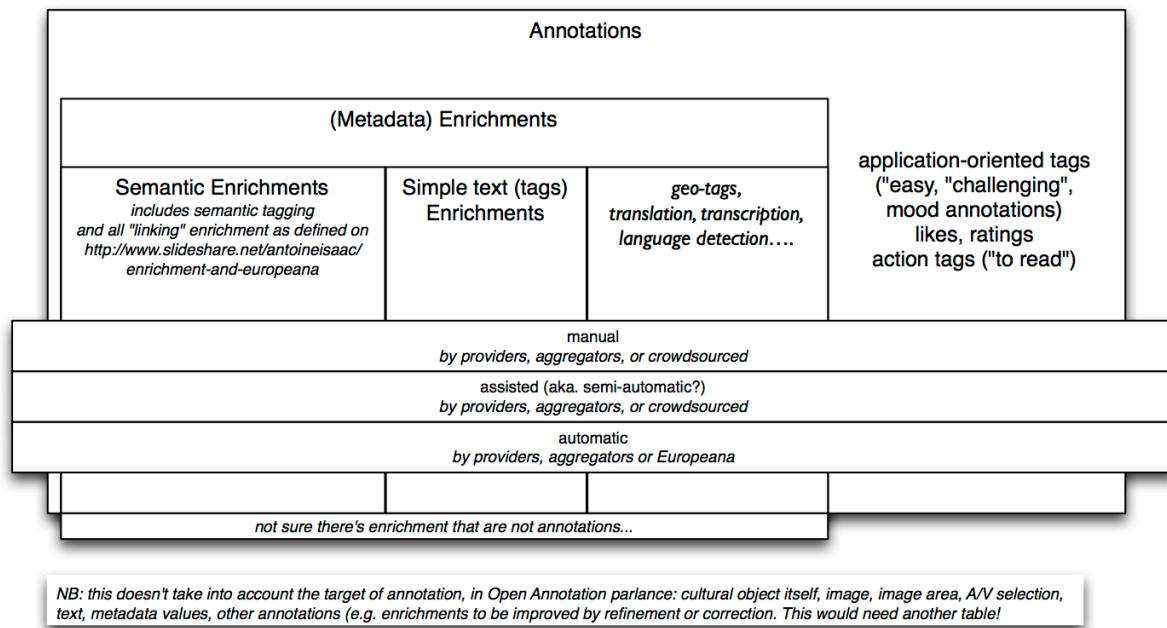 Annotations
(Metadata) Enrichments
Semantic Enrichments
includes semantic tagging
and all "linking" enrichment as defined on
http://www.slideshare.net/antoineisaac/
enrichment-and-europeana
Simple text (tags)
Enrichments
geo-tags,
translation, transcription,
language detection....
application-oriented tags
("easy, "challenging",
mood annotations)
likes, ratings
action tags ("to read")
manual
by providers, aggregators, or crowdsourced
assisted (aka. semi-automatic?)
by providers, aggregators, or crowdsourced
automatic
by providers, aggregators or Europeana
not sure there's enrichment that are not annotations...
NB: this doesn't take into account the target of annotation, in Open Annotation parlance: cultural object itself, image, image area, A/V selection,
text, metadata values, other annotations (e.g. enrichments to be improved by refinement or correction. This would need another table!